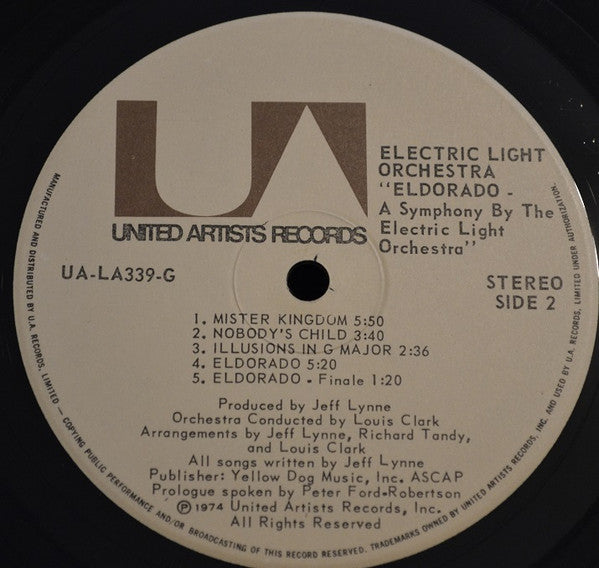 UA
UNITED ARTISTS RECORDS
ELECTRIC LIGHT
ORCHESTRA
"ELDORADO -
A Symphony By The
Electric Light
Orchestra"
UA-LA339-G
STEREO
SIDE 2
1. MISTER KINGDOM 5:50
2. NOBODY'S CHILD 3:40
3. ILLUSIONS IN G MAJOR 2:36
4. ELDORADO 5:20
5. ELDORADO - Finale 1:20
Produced by Jeff Lynne
Orchestra Conducted by Louis Clark
Arrangements by Jeff Lynne, Richard Tandy,
and Louis Clark
All songs written by Jeff Lynne
Publisher: Yellow Dog Music, Inc. ASCAP
Prologue spoken by Peter Ford-Robertson
Ⓟ1974 United Artists Records, Inc.
All Rights Reserved
MANUFACTURED AND DISTRIBUTED BY U.A. RECORDS, LIMITED — COPYING PUBLIC PERFORMANCE AND/OR BROADCASTING OF THIS RECORD RESERVED. TRADEMARKS OWNED BY UNITED ARTISTS RECORDS, INC. AND USED BY U.A. RECORDS, LIMITED UNDER AUTHORIZATION.